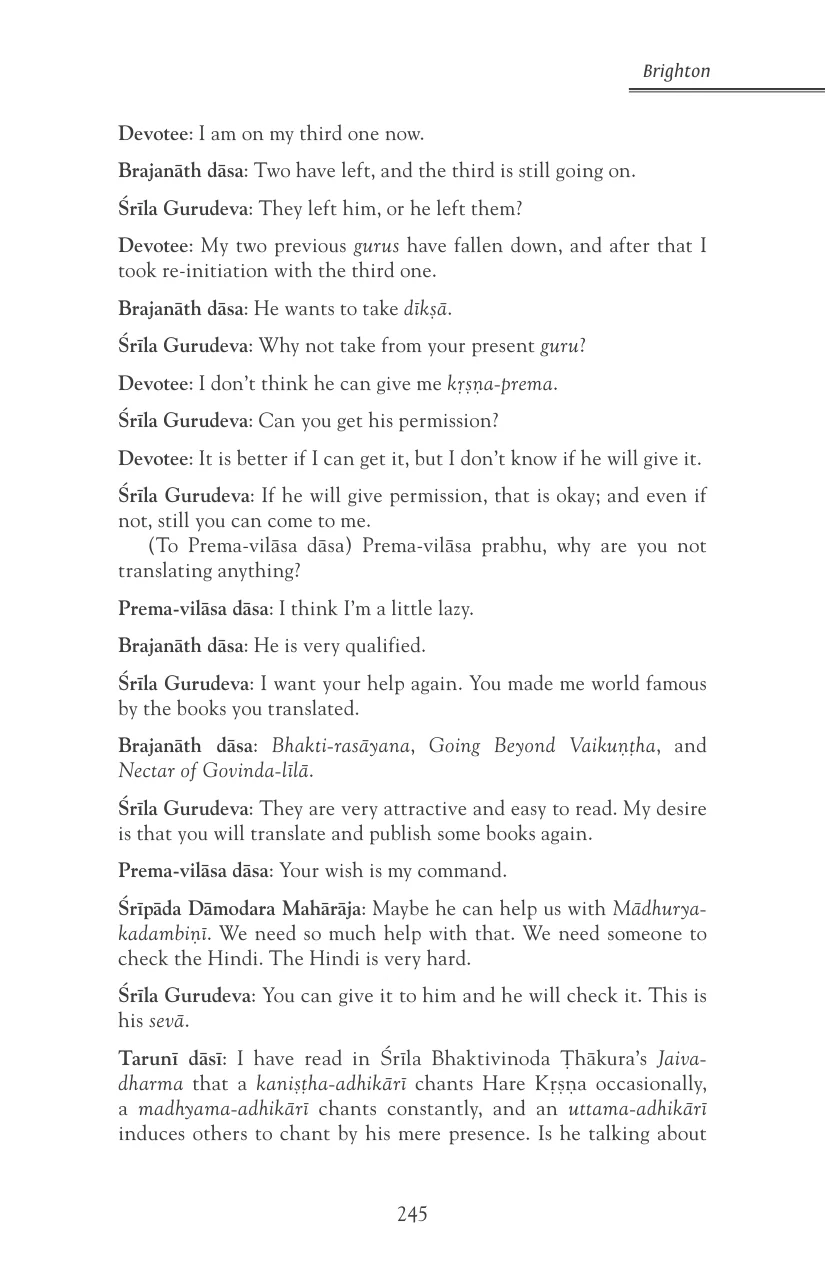 Brighton
Devotee: I am on my third one now.
Brajanāth dāsa: Two have left, and the third is still going on.
Śrīla Gurudeva: They left him, or he left them?
Devotee: My two previous gurus have fallen down, and after that I
took re-initiation with the third one.
Brajanāth dāsa: He wants to take dīkṣā.
Śrīla Gurudeva: Why not take from your present guru?
Devotee: I don’t think he can give me kṛṣṇa-prema.
Śrīla Gurudeva: Can you get his permission?
Devotee: It is better if I can get it, but I don’t know if he will give it.
Śrīla Gurudeva: If he will give permission, that is okay; and even if
not, still you can come to me.
(To Prema-vilāsa dāsa) Prema-vilāsa prabhu, why are you not
translating anything?
Prema-vilāsa dāsa: I think I’m a little lazy.
Brajanāth dāsa: He is very qualified.
Śrīla Gurudeva: I want your help again. You made me world famous
by the books you translated.
Brajanāth dāsa: Bhakti-rasāyana, Going Beyond Vaikuṇṭha, and
Nectar of Govinda-līlā.
Śrīla Gurudeva: They are very attractive and easy to read. My desire
is that you will translate and publish some books again.
Prema-vilāsa dāsa: Your wish is my command.
Śrīpāda Dāmodara Mahārāja: Maybe he can help us with Mādhurya-
kadambiṇī. We need so much help with that. We need someone to
check the Hindi. The Hindi is very hard.
Śrīla Gurudeva: You can give it to him and he will check it. This is
his sevā.
Tarunī dāsī: I have read in Śrīla Bhaktivinoda Ṭhākura’s Jaiva-
dharma that a kaniṣṭha-adhikārī chants Hare Kṛṣṇa occasionally,
a madhyama-adhikārī chants constantly, and an uttama-adhikārī
induces others to chant by his mere presence. Is he talking about
245